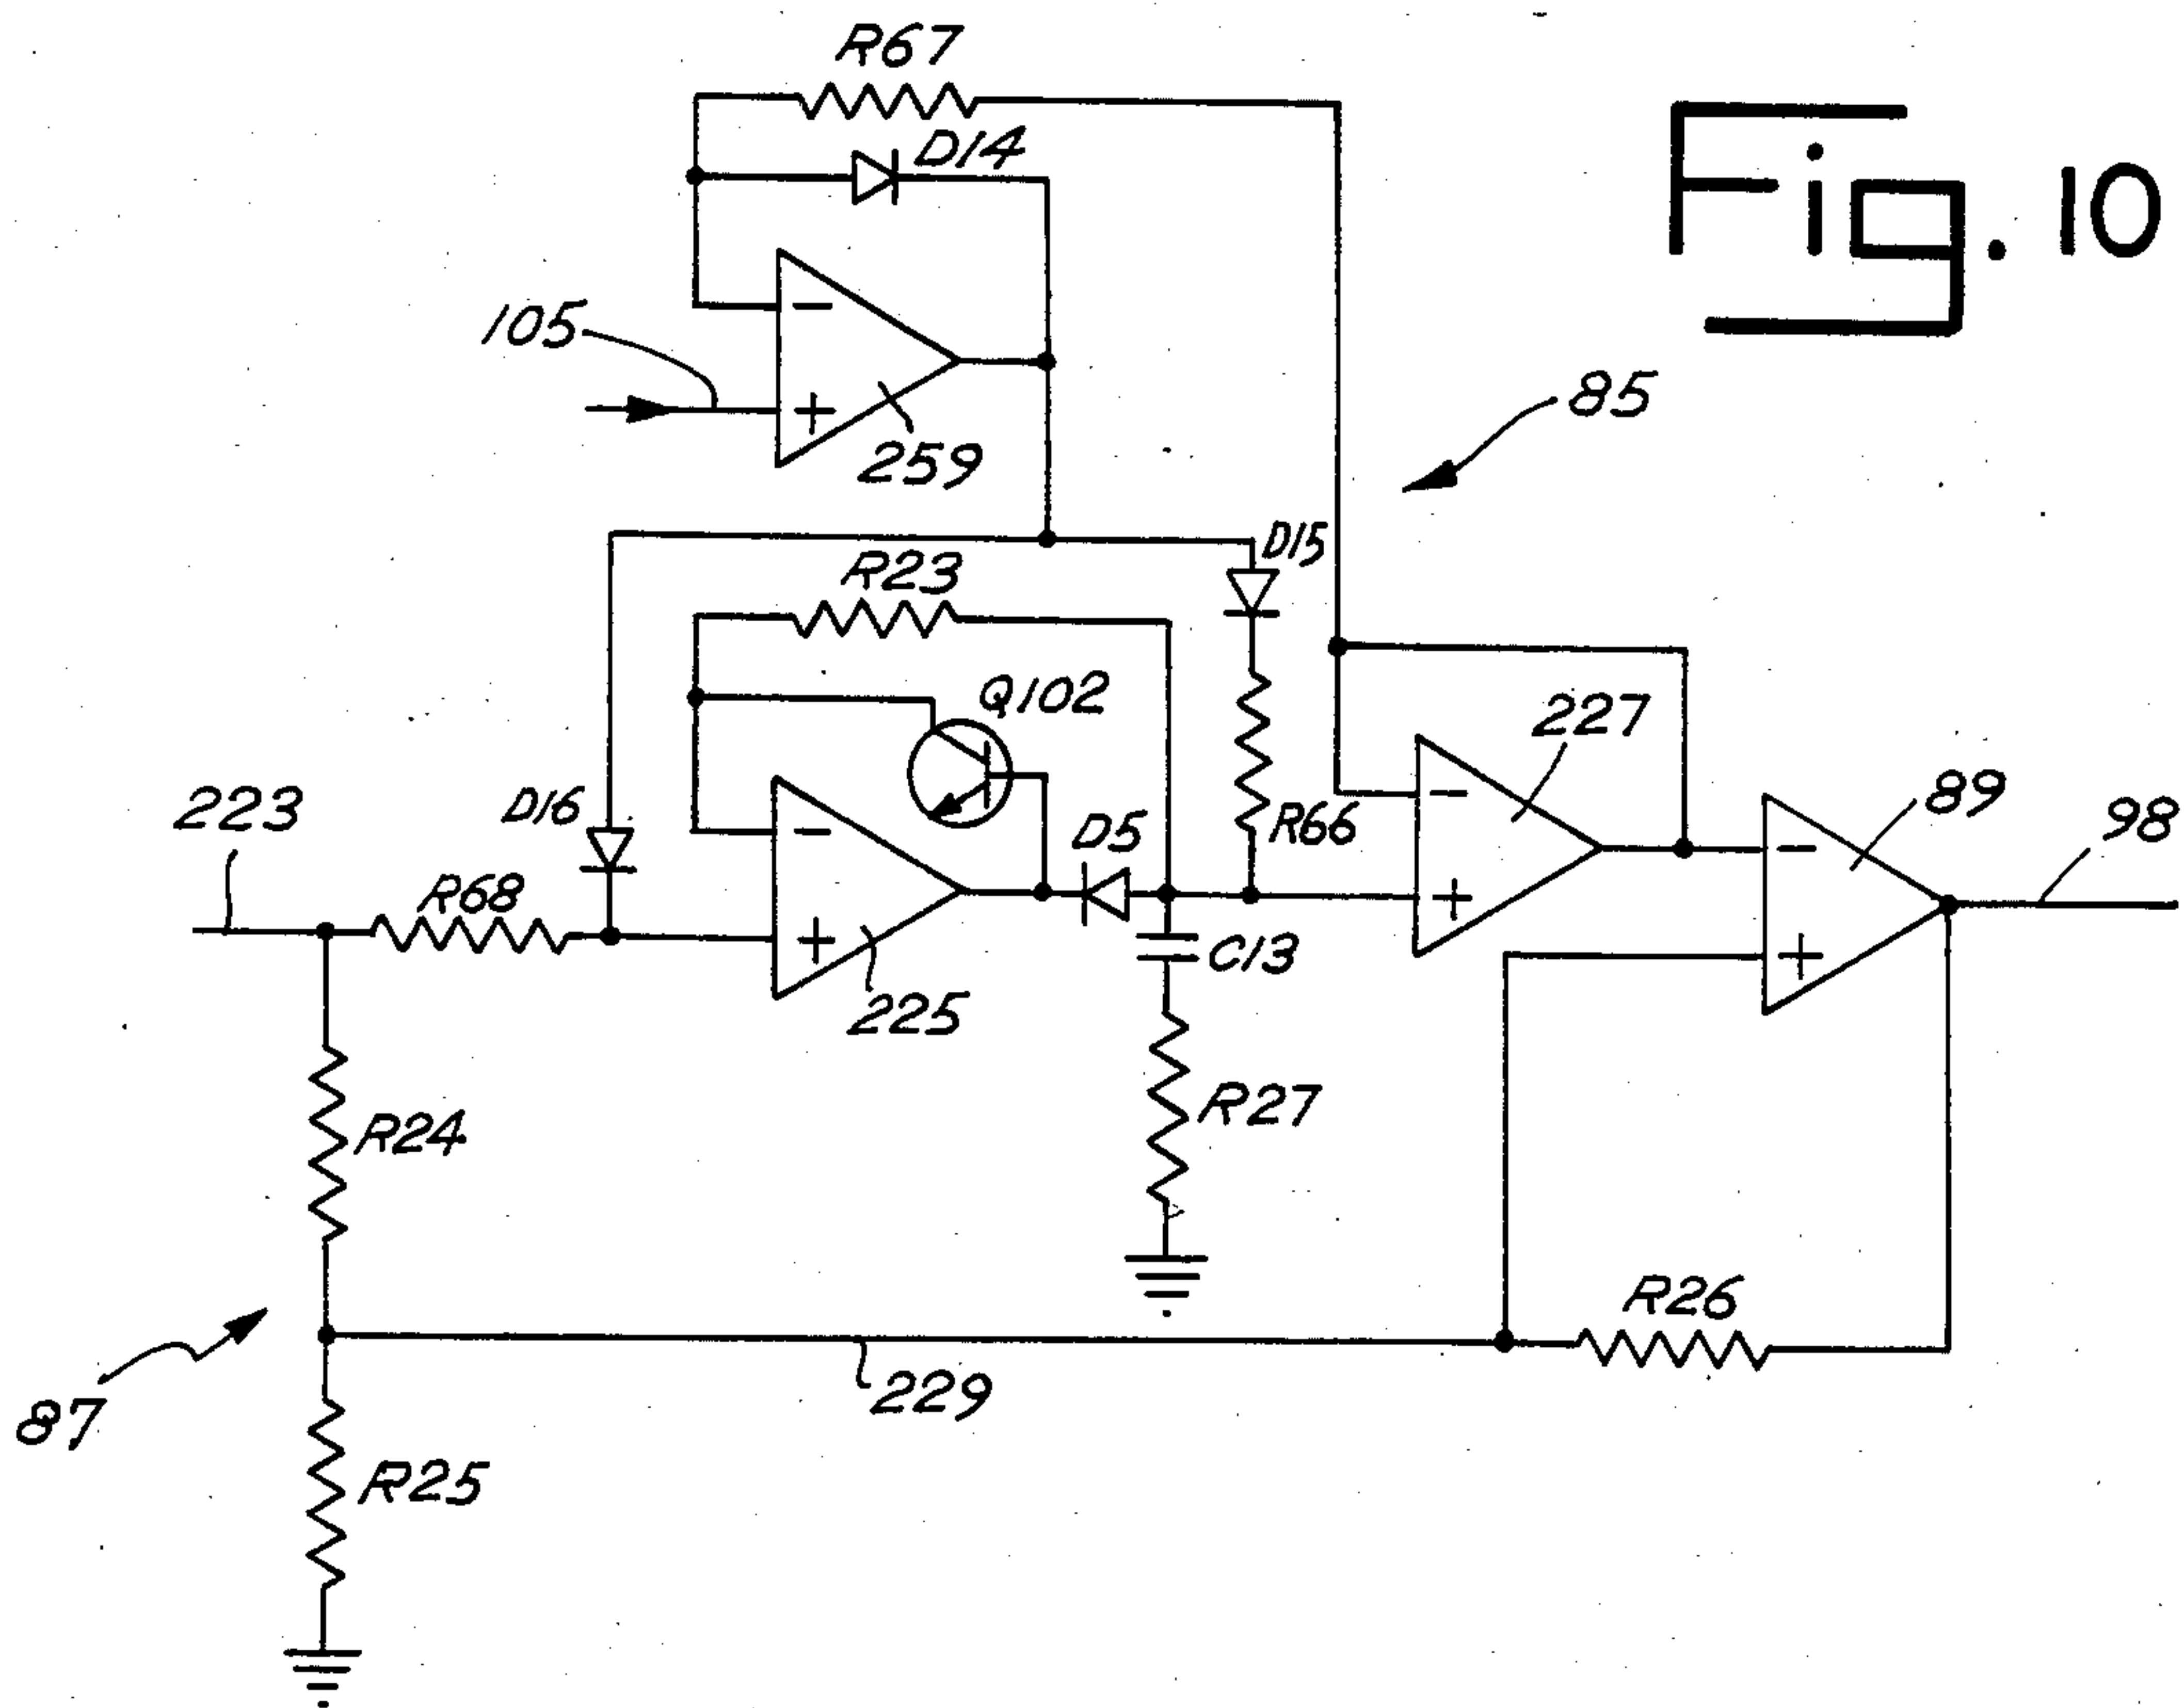 R67
D14
Fig. 10
105
−
+
259
85
D15
R23
Q102
227
223
D16
−
−
89
98
R68
D5
R66
−
+
+
+
C13
225
R24
R27
R26
87
229
R25